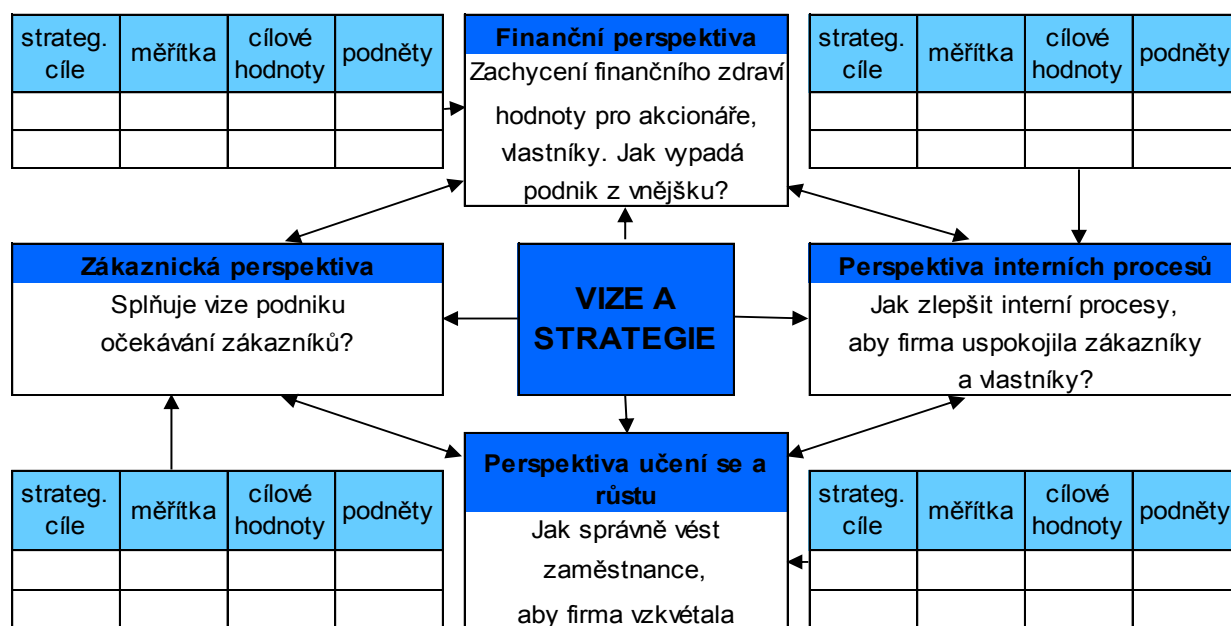 strateg.
cíle
měřítka
cílové
hodnoty
podněty
Finanční perspektiva
Zachycení finančního zdraví
hodnoty pro akcionáře,
vlastníky. Jak vypadá
podnik z vnějšku?
strateg.
cíle
měřítka
cílové
hodnoty
podněty
Zákaznická perspektiva
Splňuje vize podniku
očekávání zákazníků?
VIZE A
STRATEGIE
Perspektiva interních procesů
Jak zlepšit interní procesy,
aby firma uspokojila zákazníky
a vlastníky?
strateg.
cíle
měřítka
cílové
hodnoty
podněty
Perspektiva učení se a
růstu
Jak správně vést
zaměstnance,
aby firma vzkvétala
strateg.
cíle
měřítka
cílové
hodnoty
podněty